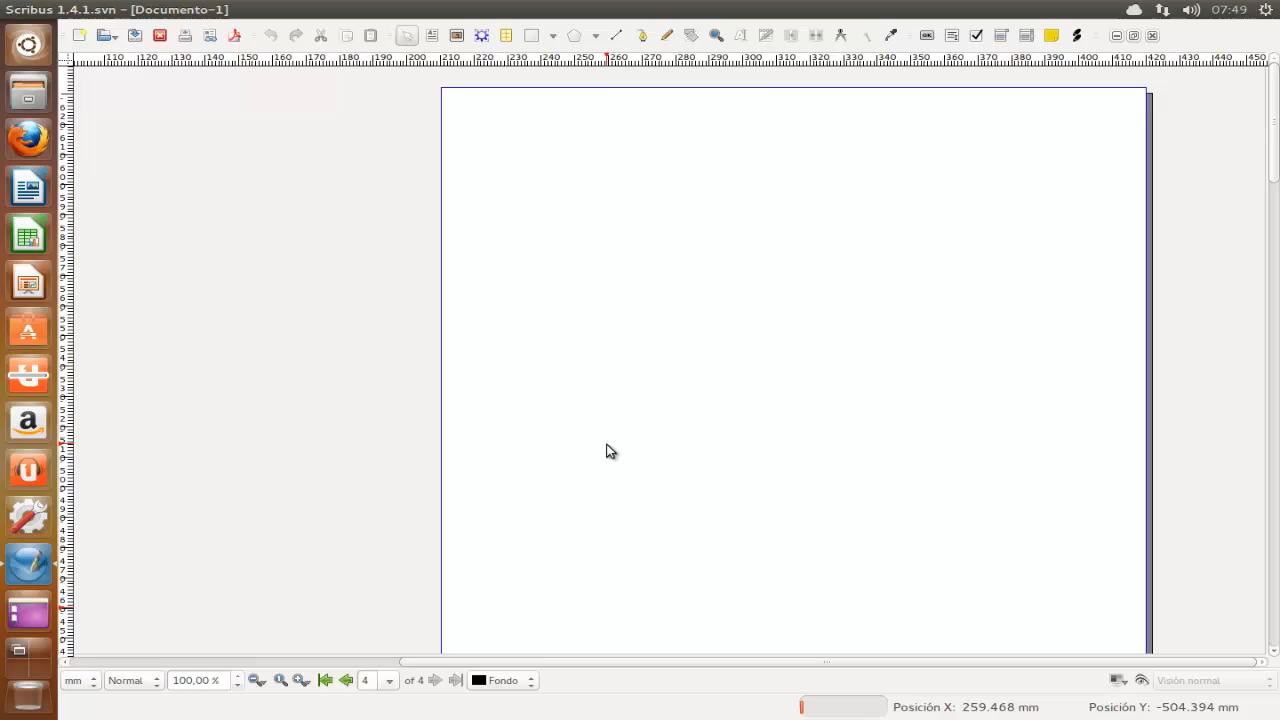 Scribus 1.4.1.svn - [Documento-1]
07:49
110 120 130 140 150 160 170 180 190 200 210 220 230 240 250 260 270 280 290 300 310 320 330 340 350 360 370 380 390 400 410 420 430 440 450
mm Normal 100,00 % 4 of 4 Fondo Visión normal
Posición X: 259.468 mm Posición Y: -504.394 mm